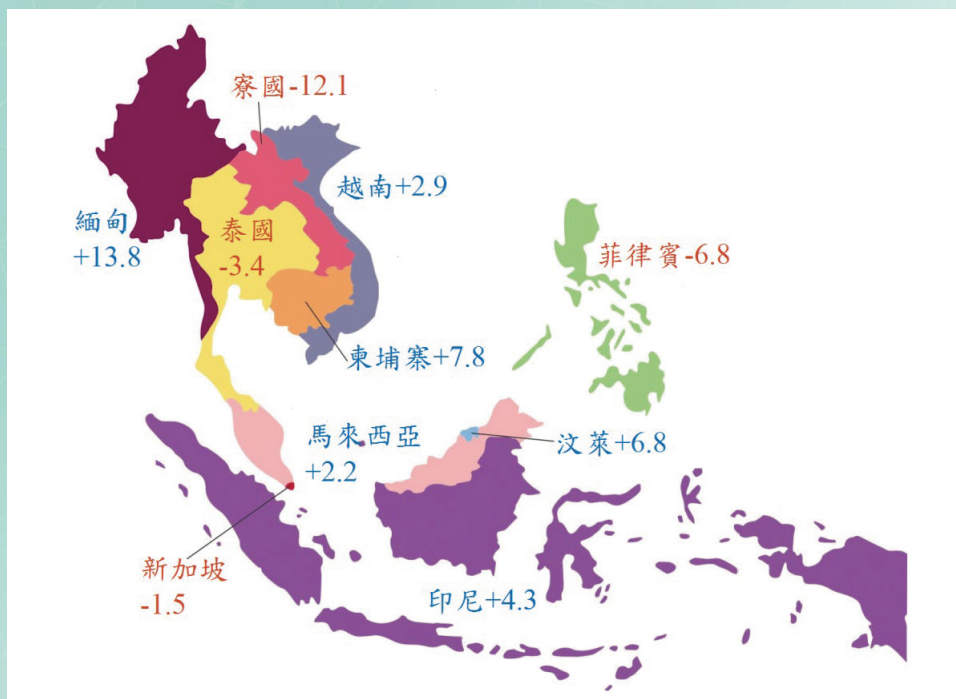 寮國-12.1
越南+2.9
緬甸
+13.8
泰國
-3.4
菲律賓-6.8
柬埔寨+7.8
馬來西亞
+2.2
汶萊+6.8
新加坡
-1.5
印尼+4.3